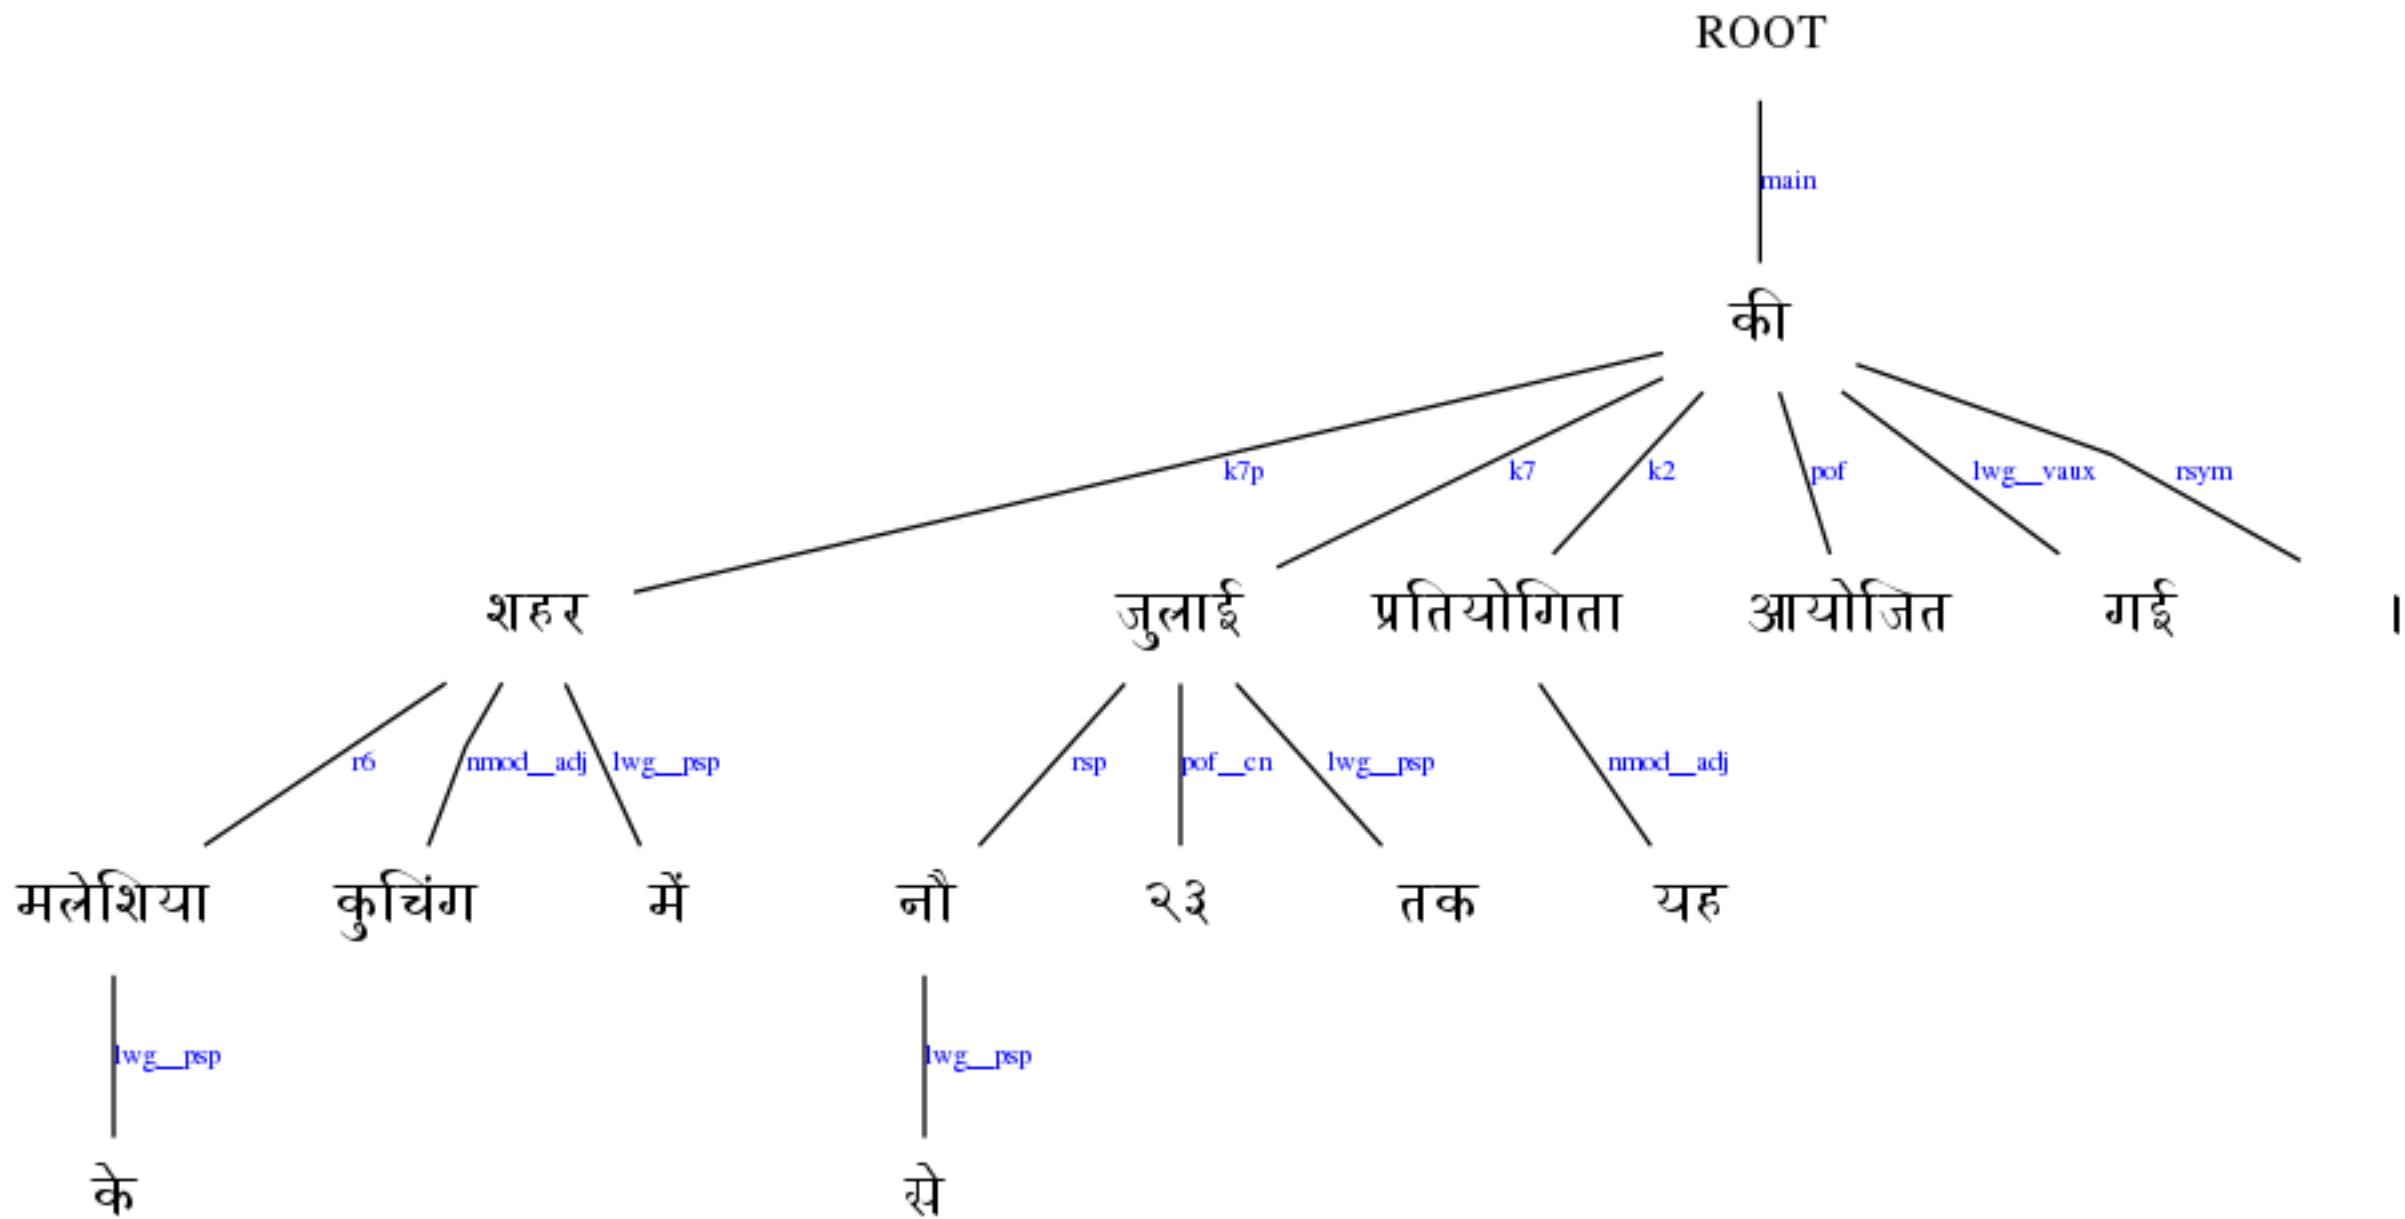 ROOT
main
की
k7p k7 k2 pof lwg__vaux rsym
शहर जुलाई प्रतियोगिता आयोजित गई ।
r6 nmod__adj lwg__psp rsp pof__cn lwg__psp nmod__adj
मलेशिया कुचिंग में नौ २३ तक यह
lwg__psp lwg__psp
के से